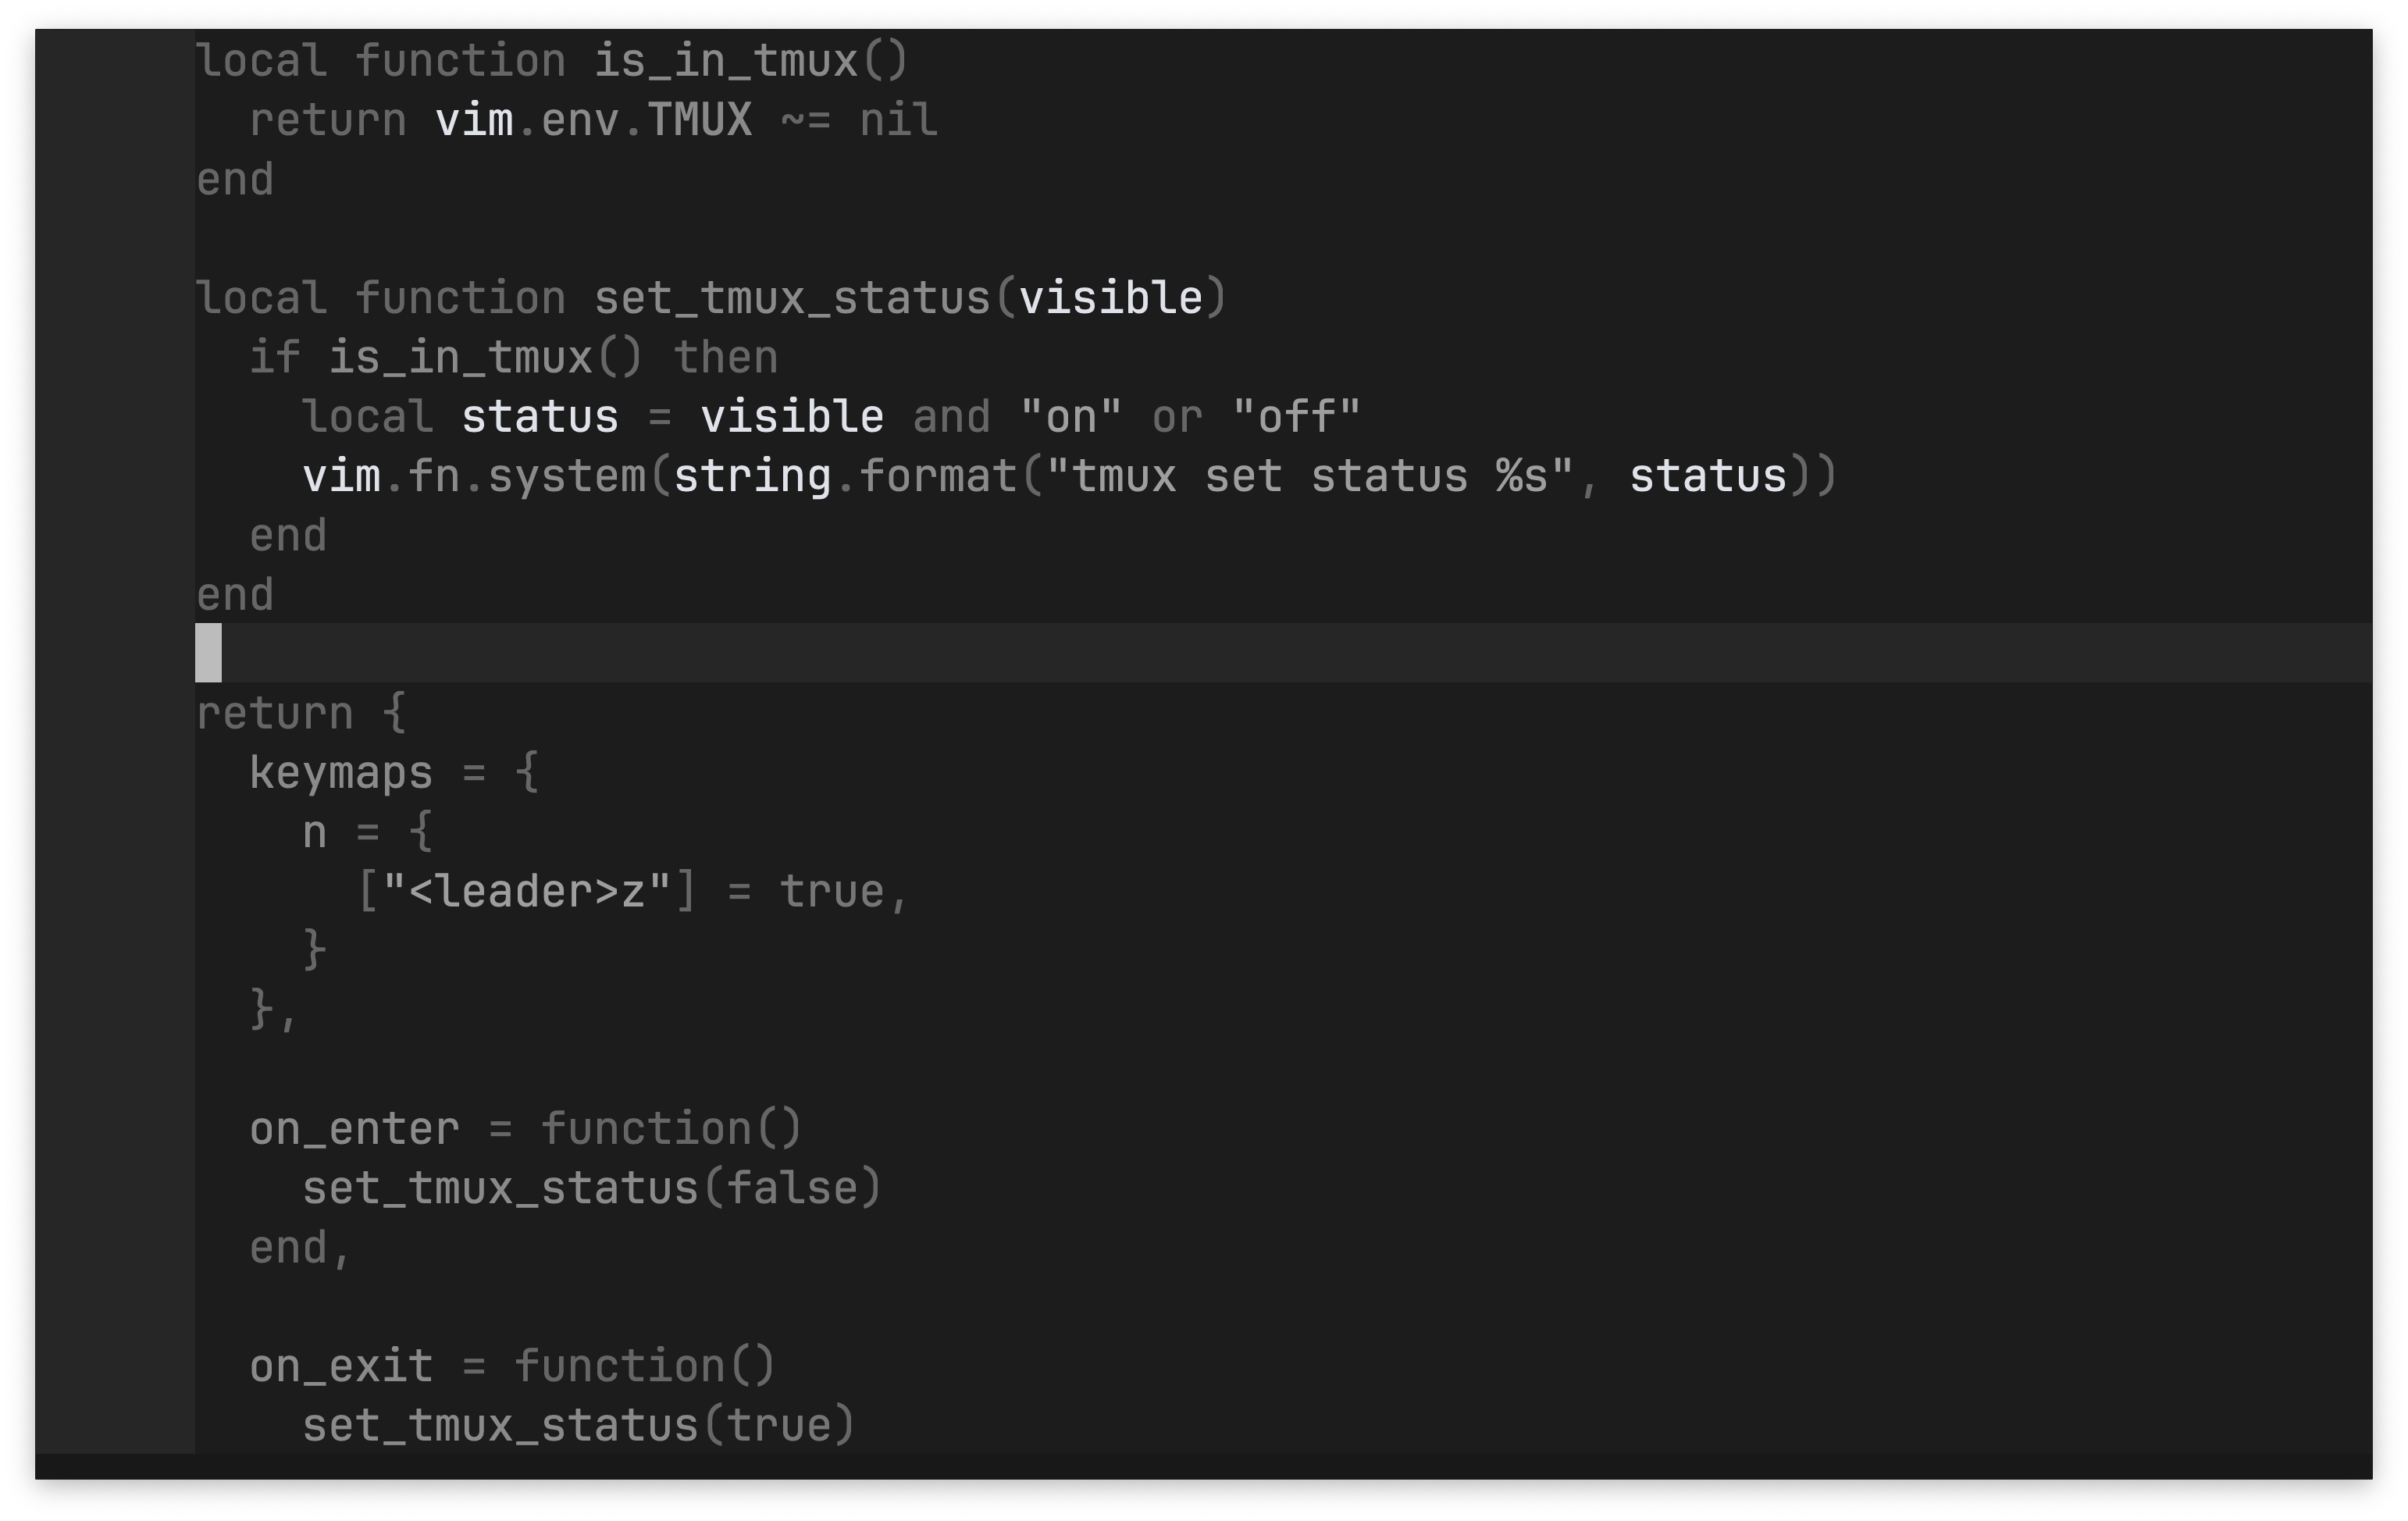 local function is_in_tmux()
  return vim.env.TMUX ~= nil
end

local function set_tmux_status(visible)
  if is_in_tmux() then
    local status = visible and "on" or "off"
    vim.fn.system(string.format("tmux set status %s", status))
  end
end

return {
  keymaps = {
    n = {
      ["<leader>z"] = true,
    }
  },

  on_enter = function()
    set_tmux_status(false)
  end,

  on_exit = function()
    set_tmux_status(true)